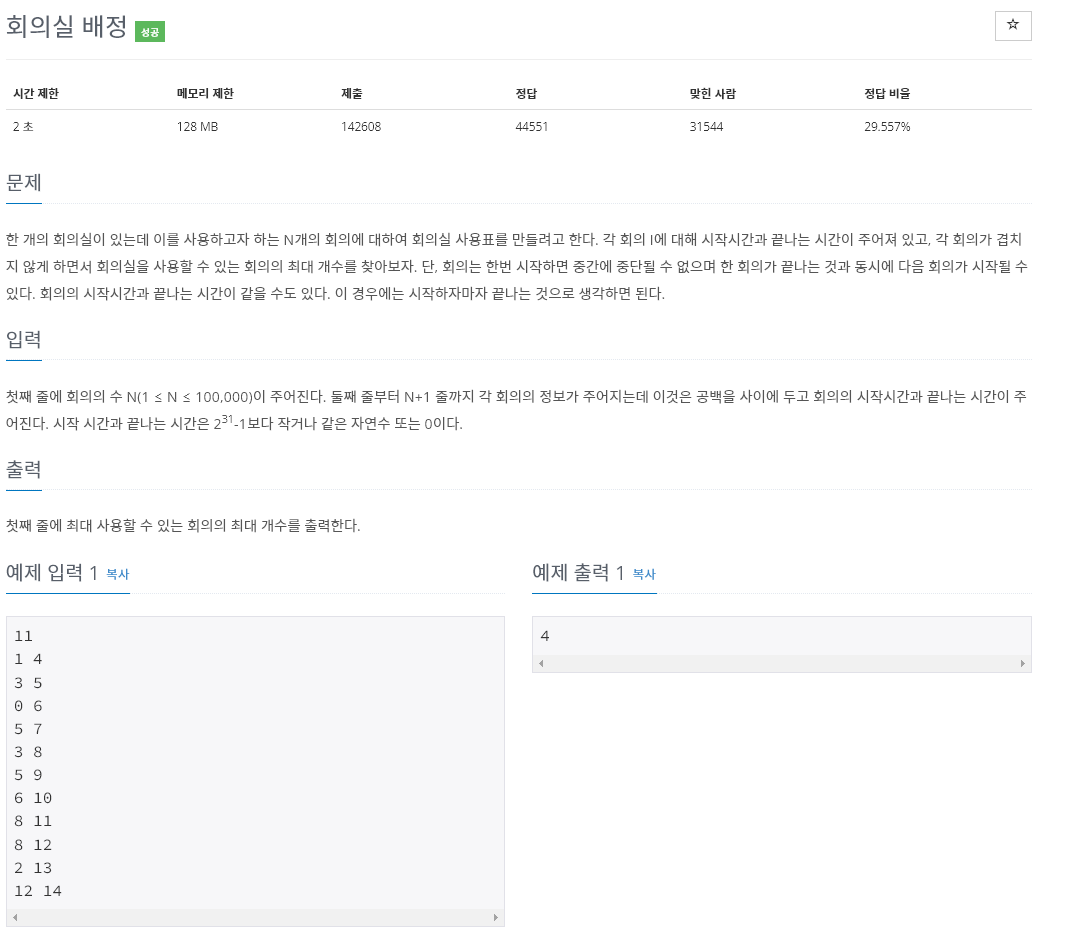 회의실 배정 성공
☆
시간 제한 메모리 제한 제출 정답 맞힌 사람 정답 비율
2 초 128 MB 142608 44551 31544 29.557%
문제
한 개의 회의실이 있는데 이를 사용하고자 하는 N개의 회의에 대하여 회의실 사용표를 만들려고 한다. 각 회의 I에 대해 시작시간과 끝나는 시간이 주어져 있고, 각 회의가 겹치
지 않게 하면서 회의실을 사용할 수 있는 회의의 최대 개수를 찾아보자. 단, 회의는 한번 시작하면 중간에 중단될 수 없으며 한 회의가 끝나는 것과 동시에 다음 회의가 시작될 수
있다. 회의의 시작시간과 끝나는 시간이 같을 수도 있다. 이 경우에는 시작하자마자 끝나는 것으로 생각하면 된다.
입력
첫째 줄에 회의의 수 N(1 ≤ N ≤ 100,000)이 주어진다. 둘째 줄부터 N+1 줄까지 각 회의의 정보가 주어지는데 이것은 공백을 사이에 두고 회의의 시작시간과 끝나는 시간이 주
어진다. 시작 시간과 끝나는 시간은 2^31-1보다 작거나 같은 자연수 또는 0이다.
출력
첫째 줄에 최대 사용할 수 있는 회의의 최대 개수를 출력한다.
예제 입력 1 복사
11
1 4
3 5
0 6
5 7
3 8
5 9
6 10
8 11
8 12
2 13
12 14
예제 출력 1 복사
4